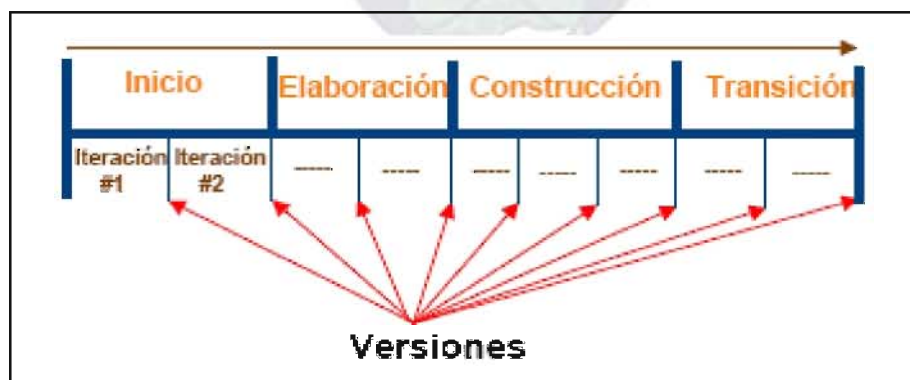 Inicio Elaboración Construcción Transición
Iteración Iteración ----- ----- ----- ----- ----- ----- -----
#1 #2
Versiones